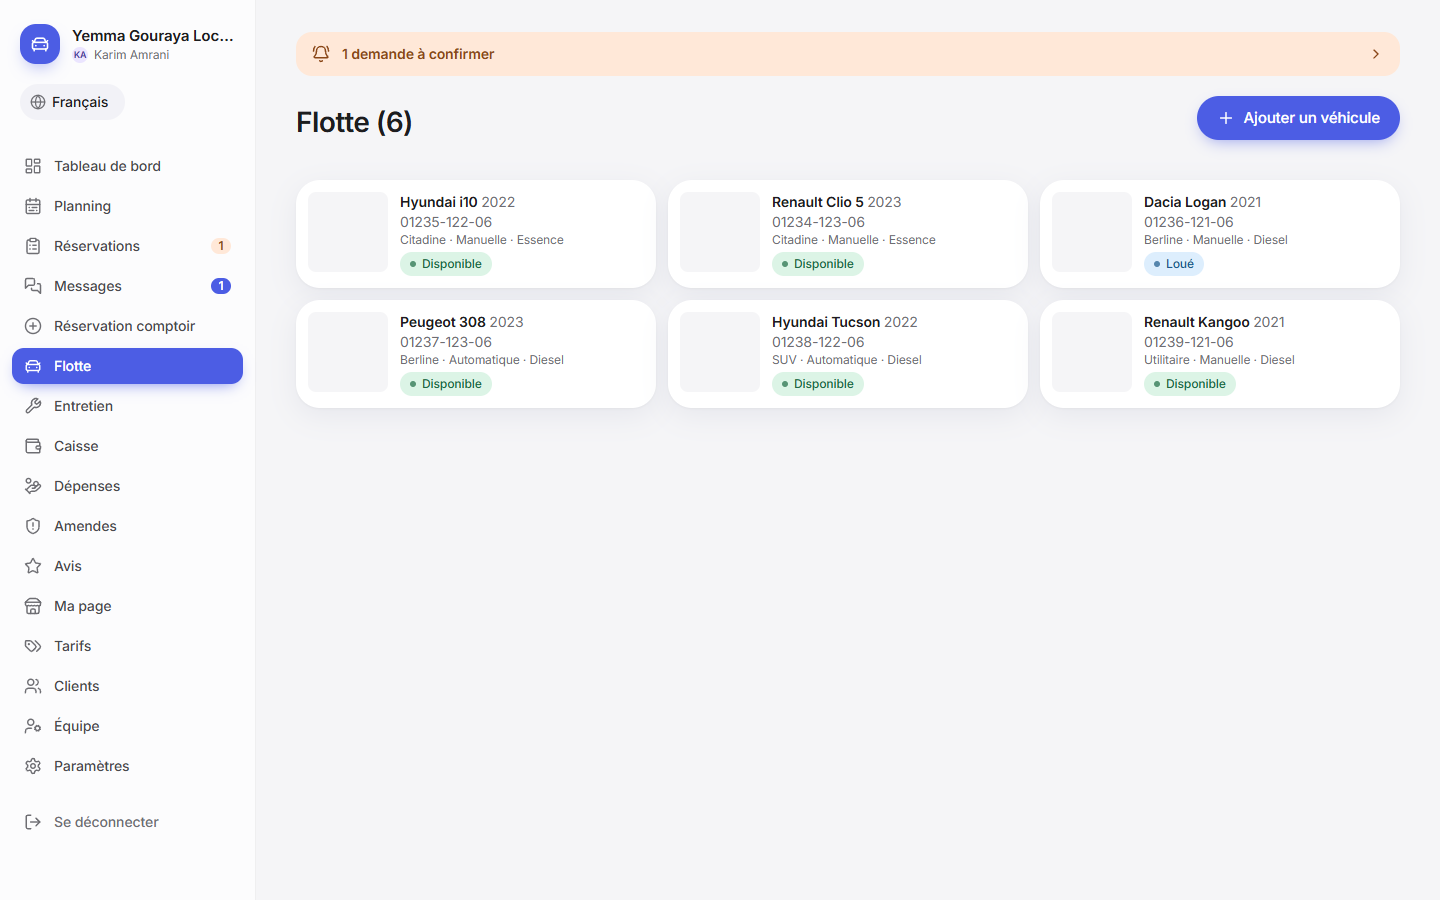 Yemma Gouraya Loc...
KA Karim Amrani
Français
Tableau de bord
Planning
Réservations 1
Messages 1
Réservation comptoir
Flotte
Entretien
Caisse
Dépenses
Amendes
Avis
Ma page
Tarifs
Clients
Équipe
Paramètres
Se déconnecter
1 demande à confirmer
Flotte (6)
Ajouter un véhicule
Hyundai i10 2022
01235-122-06
Citadine · Manuelle · Essence
Disponible
Renault Clio 5 2023
01234-123-06
Citadine · Manuelle · Essence
Disponible
Dacia Logan 2021
01236-121-06
Berline · Manuelle · Diesel
Loué
Peugeot 308 2023
01237-123-06
Berline · Automatique · Diesel
Disponible
Hyundai Tucson 2022
01238-122-06
SUV · Automatique · Diesel
Disponible
Renault Kangoo 2021
01239-121-06
Utilitaire · Manuelle · Diesel
Disponible